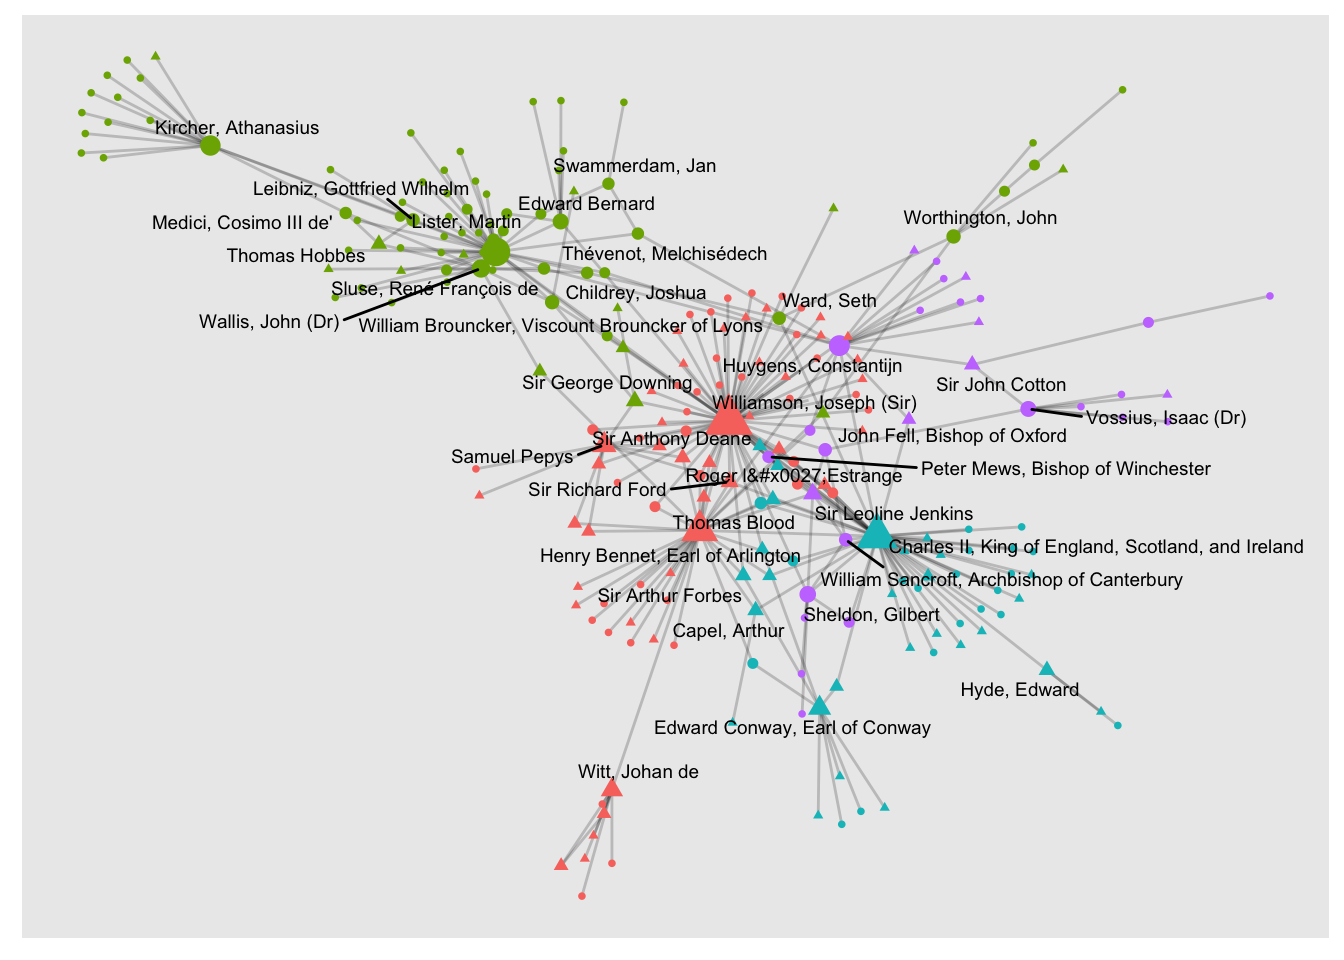 Kircher, Athanasius
Swammerdam, Jan
Leibniz, Gottfried Wilhelm
Edward Bernard
Medici, Cosimo III de'
Lister, Martin
Worthington, John
Thomas Hobbes
Thévenot, Melchisédech
Sluse, René François de
Childrey, Joshua
Ward, Seth
Wallis, John (Dr)
William Brouncker, Viscount Brouncker of Lyons
Huygens, Constantijn
Sir George Downing
Sir John Cotton
Williamson, Joseph (Sir)
Vossius, Isaac (Dr)
Sir Anthony Deane
John Fell, Bishop of Oxford
Samuel Pepys
Peter Mews, Bishop of Winchester
Roger l&#x0027;Estrange
Sir Richard Ford
Sir Leoline Jenkins
Thomas Blood
Charles II, King of England, Scotland, and Ireland
Henry Bennet, Earl of Arlington
William Sancroft, Archbishop of Canterbury
Sir Arthur Forbes
Sheldon, Gilbert
Capel, Arthur
Hyde, Edward
Edward Conway, Earl of Conway
Witt, Johan de